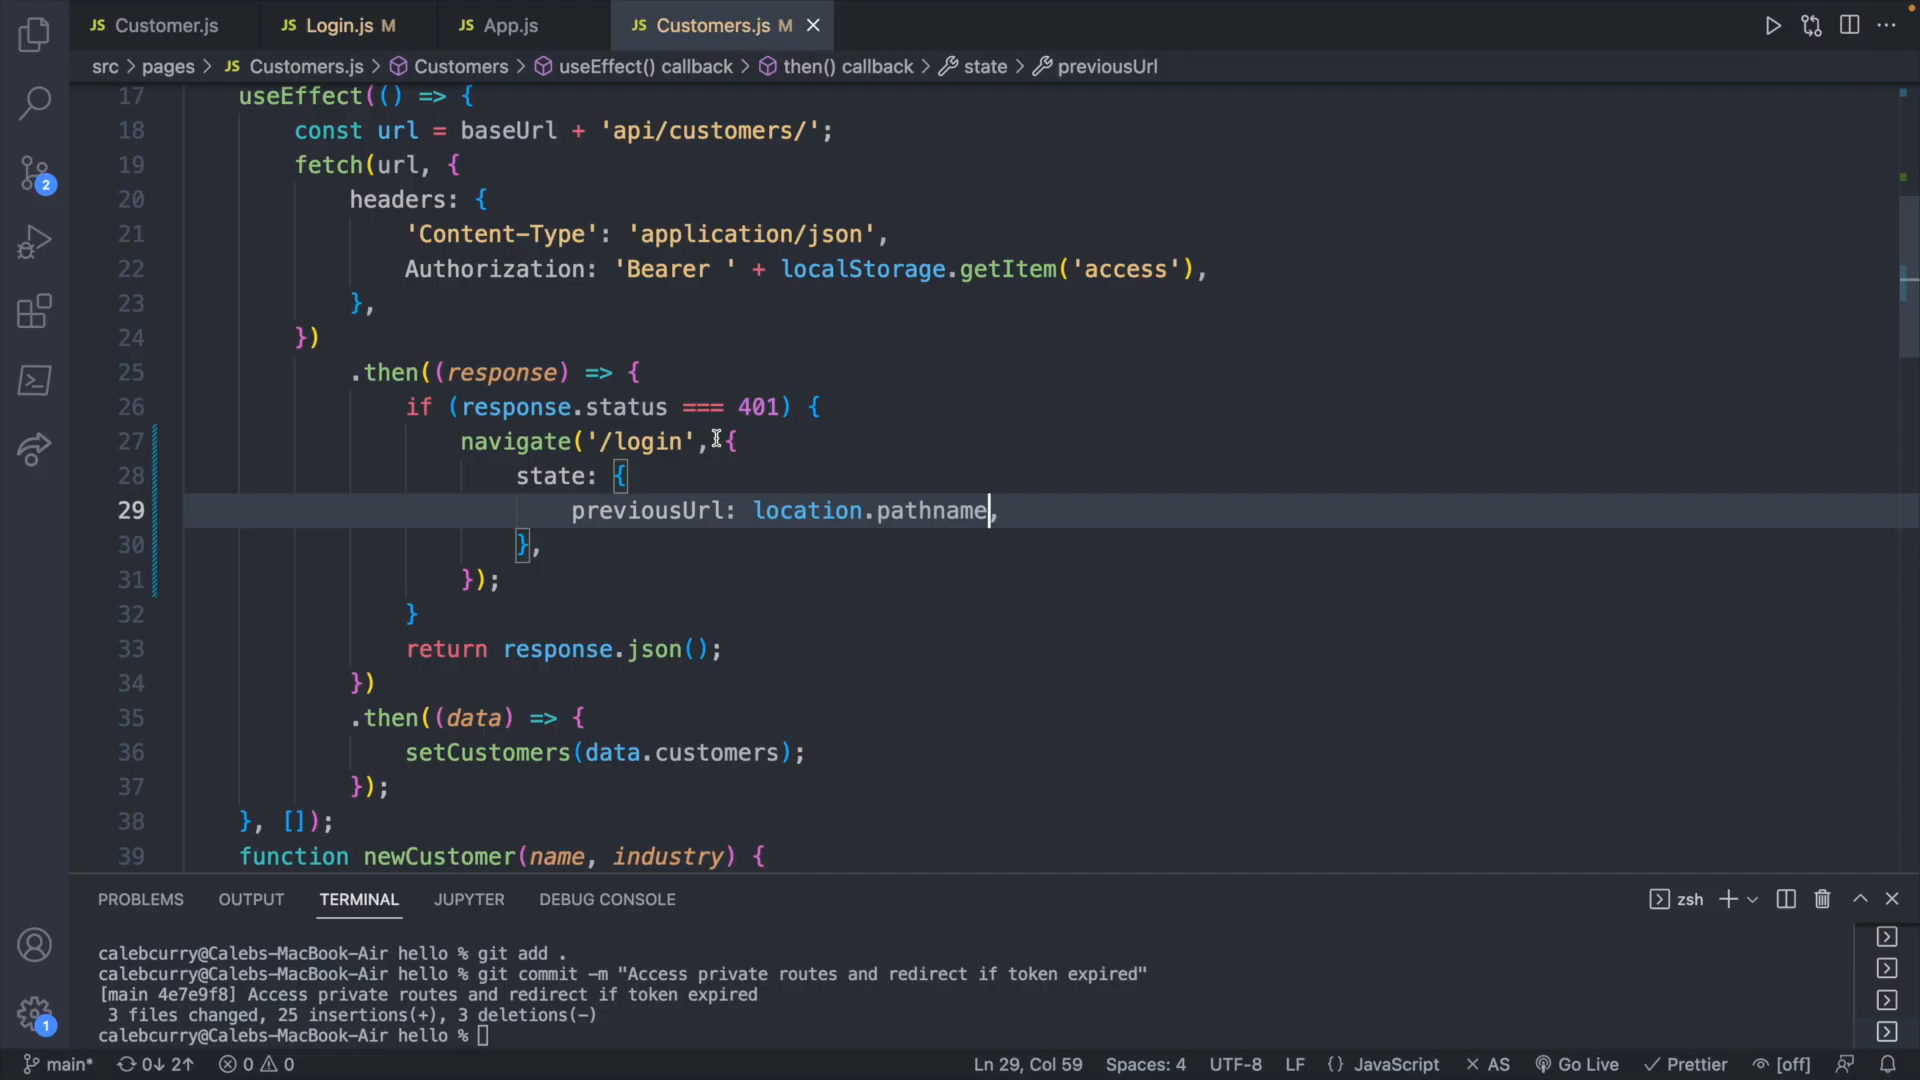 JS Customer.js JS Login.js M JS App.js JS Customers.js M ×
src > pages > JS Customers.js > Customers > useEffect() callback > then() callback > state > previousUrl
17 useEffect(() => {
18 const url = baseUrl + 'api/customers/';
19 fetch(url, {
20 headers: {
21 'Content-Type': 'application/json',
22 Authorization: 'Bearer ' + localStorage.getItem('access'),
23 },
24 })
25 .then((response) => {
26 if (response.status === 401) {
27 navigate('/login', {
28 state: {
29 previousUrl: location.pathname,
30 },
31 });
32 }
33 return response.json();
34 })
35 .then((data) => {
36 setCustomers(data.customers);
37 });
38 }, []);
39 function newCustomer(name, industry) {
2
1
PROBLEMS OUTPUT TERMINAL JUPYTER DEBUG CONSOLE zsh
calebcurry@Calebs-MacBook-Air hello % git add .
calebcurry@Calebs-MacBook-Air hello % git commit -m "Access private routes and redirect if token expired"
[main 4e7e9f8] Access private routes and redirect if token expired
3 files changed, 25 insertions(+), 3 deletions(-)
calebcurry@Calebs-MacBook-Air hello %
main* 0↓ 2↑ 0 0 Ln 29, Col 59 Spaces: 4 UTF-8 LF {} JavaScript × AS Go Live ✓ Prettier [off]